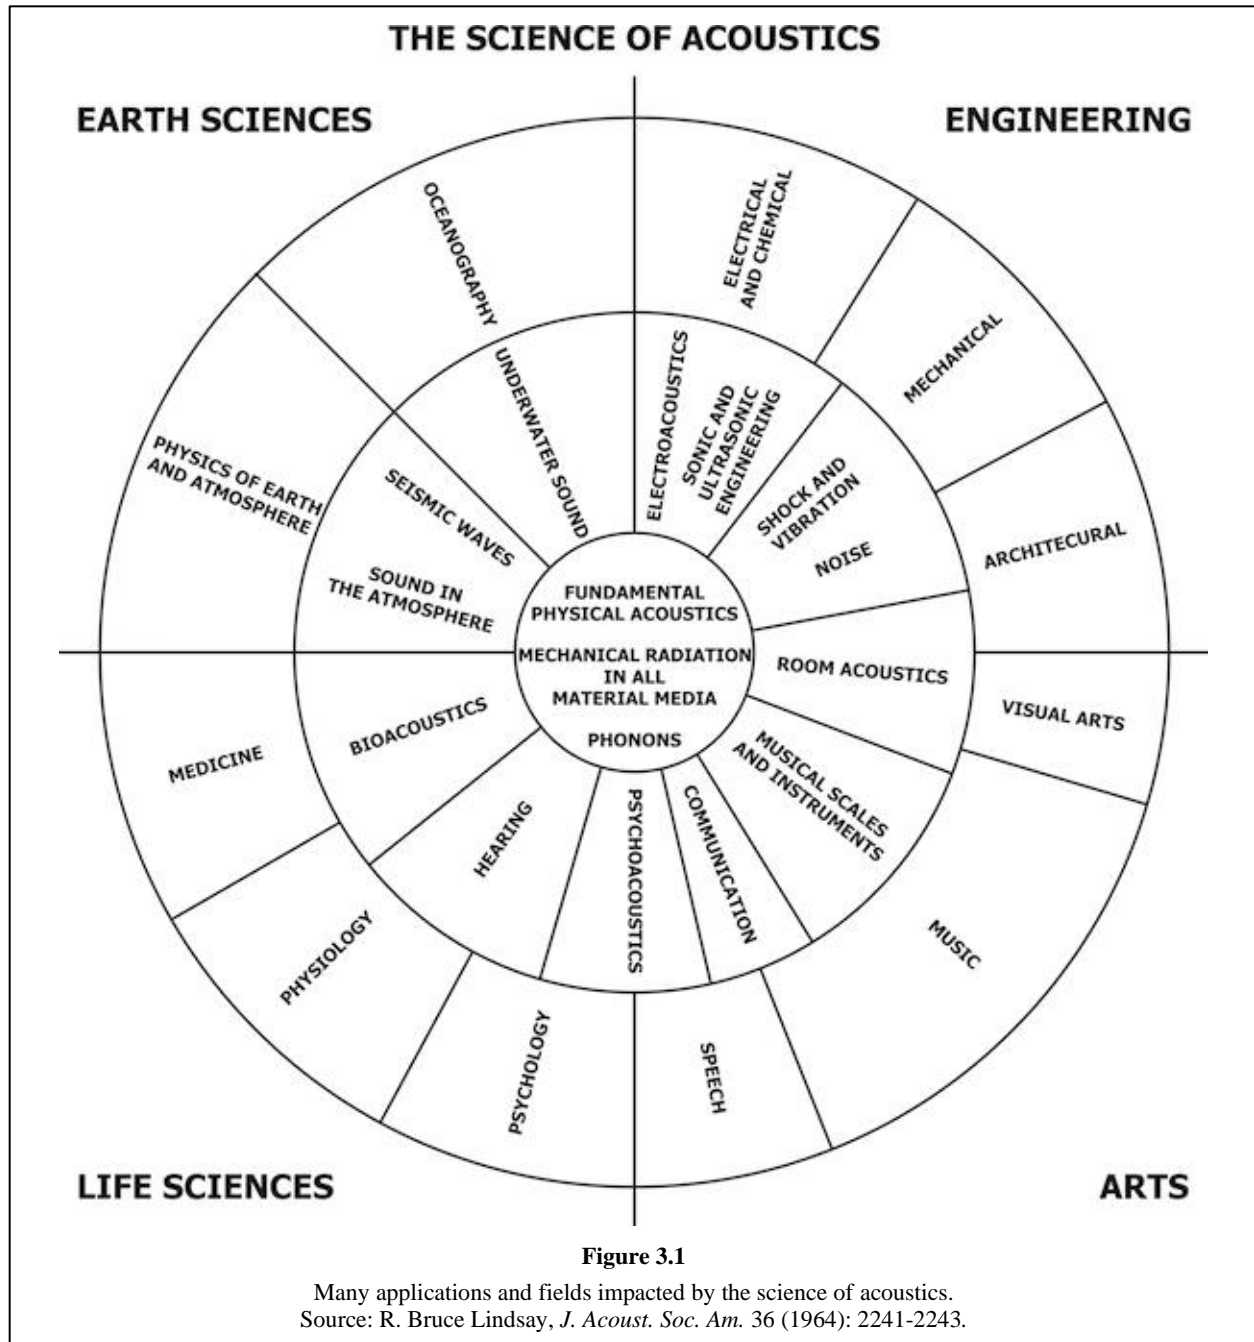 THE SCIENCE OF ACOUSTICS
EARTH SCIENCES
ENGINEERING
OCEANOGRAPHY
PHYSICS OF EARTH
AND ATMOSPHERE
ELECTRICAL
AND CHEMICAL
MECHANICAL
ARCHITECURAL
UNDERWATER SOUND
SEISMIC WAVES
SOUND IN
THE ATMOSPHERE
ELECTROACOUSTICS
SONIC AND
ULTRASONIC
ENGINEERING
SHOCK AND
VIBRATION
NOISE
FUNDAMENTAL
PHYSICAL ACOUSTICS
MECHANICAL RADIATION
IN ALL
MATERIAL MEDIA
PHONONS
ROOM ACOUSTICS
VISUAL ARTS
BIOACOUSTICS
MEDICINE
HEARING
PSYCHOACOUSTICS
COMMUNICATION
MUSICAL SCALES
AND INSTRUMENTS
PHYSIOLOGY
PSYCHOLOGY
SPEECH
MUSIC
LIFE SCIENCES
ARTS
Figure 3.1
Many applications and fields impacted by the science of acoustics.
Source: R. Bruce Lindsay, J. Acoust. Soc. Am. 36 (1964): 2241-2243.